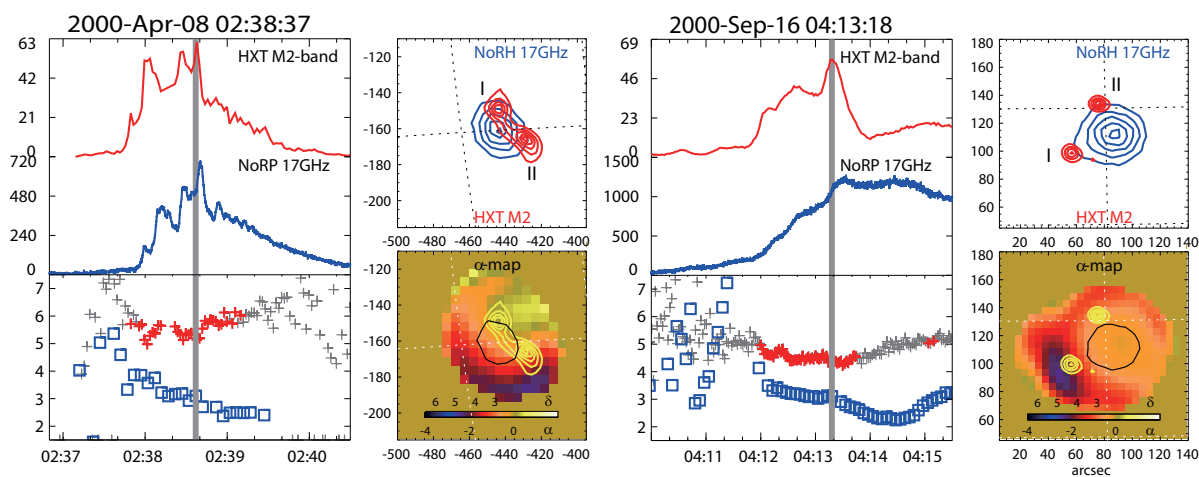 2000-Apr-08 02:38:37
63
42
21
0
HXT M2-band
720
480
240
0
NoRP 17GHz
7
6
5
4
3
2
02:37 02:38 02:39 02:40
-120
-140
-160
-180
-200
NoRH 17GHz
I
II
HXT M2
-500 -480 -460 -440 -420 -400
-120
-140
-160
-180
-200
α-map
6 5 4 3 δ
-4 -2 0 α
-500 -480 -460 -440 -420 -400
2000-Sep-16 04:13:18
69
46
23
0
HXT M2-band
1500
1000
500
0
NoRP 17GHz
7
6
5
4
3
2
04:11 04:12 04:13 04:14 04:15
180
160
140
120
100
80
60
NoRH 17GHz
II
I
HXT M2
20 40 60 80 100 140
180
160
140
120
100
80
60
α-map
6 5 4 3 δ
-4 -2 0 α
20 40 60 80 100 120 140
arcsec